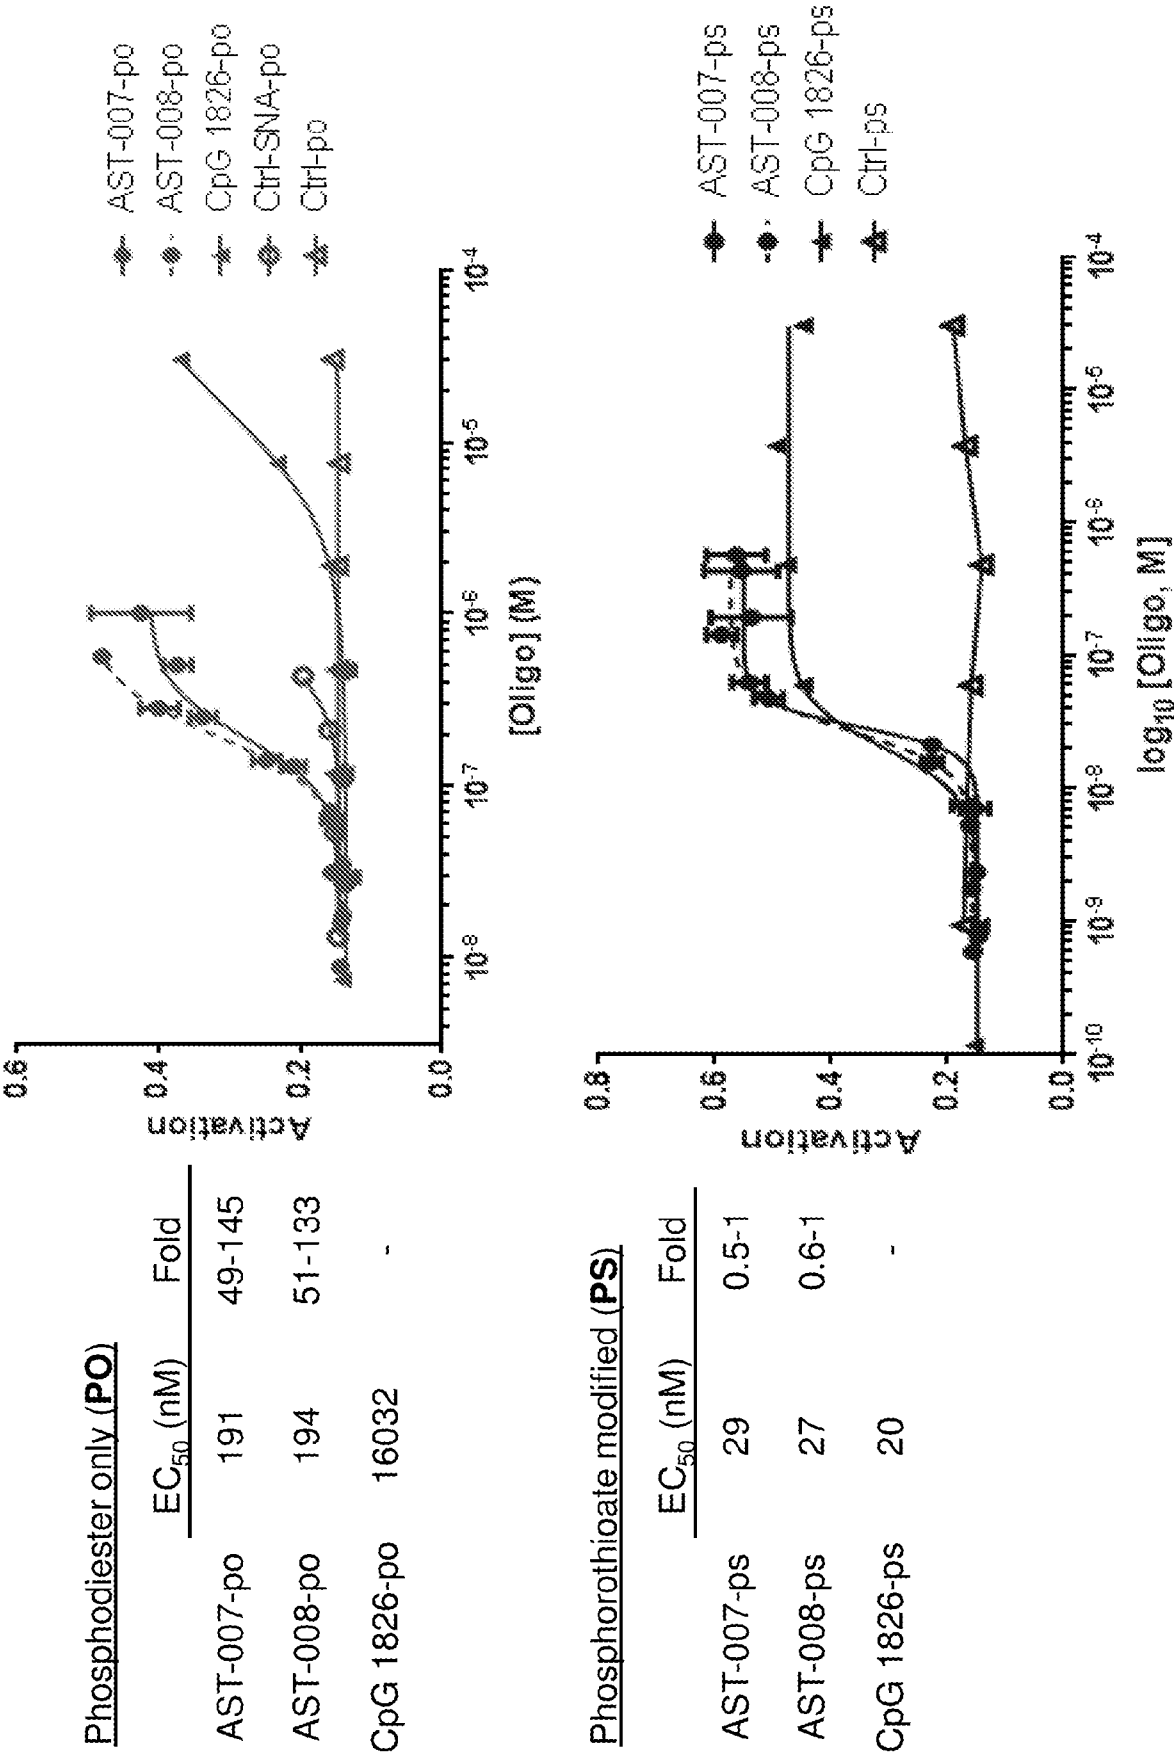 Phosphodiester only (PO)
EC50 (nM) Fold
AST-007-po 191 49-145
AST-008-po 194 51-133
CpG 1826-po 16032 -
Activation
0.6
0.4
0.2
0.0
10-8
10-7
10-6
10-5
10-4
[Oligo] (M)
AST-007-po
AST-008-po
CpG 1826-po
Ctrl-SNA-po
Ctrl-po
Phosphorothioate modified (PS)
EC50 (nM) Fold
AST-007-ps 29 0.5-1
AST-008-ps 27 0.6-1
CpG 1826-ps 20 -
Activation
0.8
0.6
0.4
0.2
0.0
10-10
10-9
10-8
10-7
10-6
10-5
10-4
log10 [Oligo, M]
AST-007-ps
AST-008-ps
CpG 1826-ps
Ctrl-ps